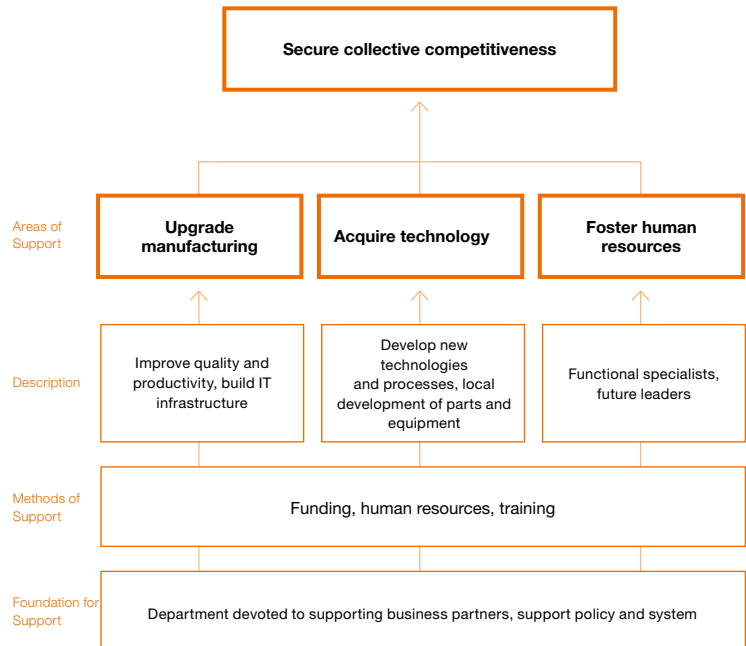 Secure collective competitiveness
Areas of
Support
Upgrade
manufacturing
Acquire technology
Foster human
resources
Description
Improve quality and
productivity, build IT
infrastructure
Develop new
technologies
and processes, local
development of parts and
equipment
Functional specialists,
future leaders
Methods of
Support
Funding, human resources, training
Foundation for
Support
Department devoted to supporting business partners, support policy and system